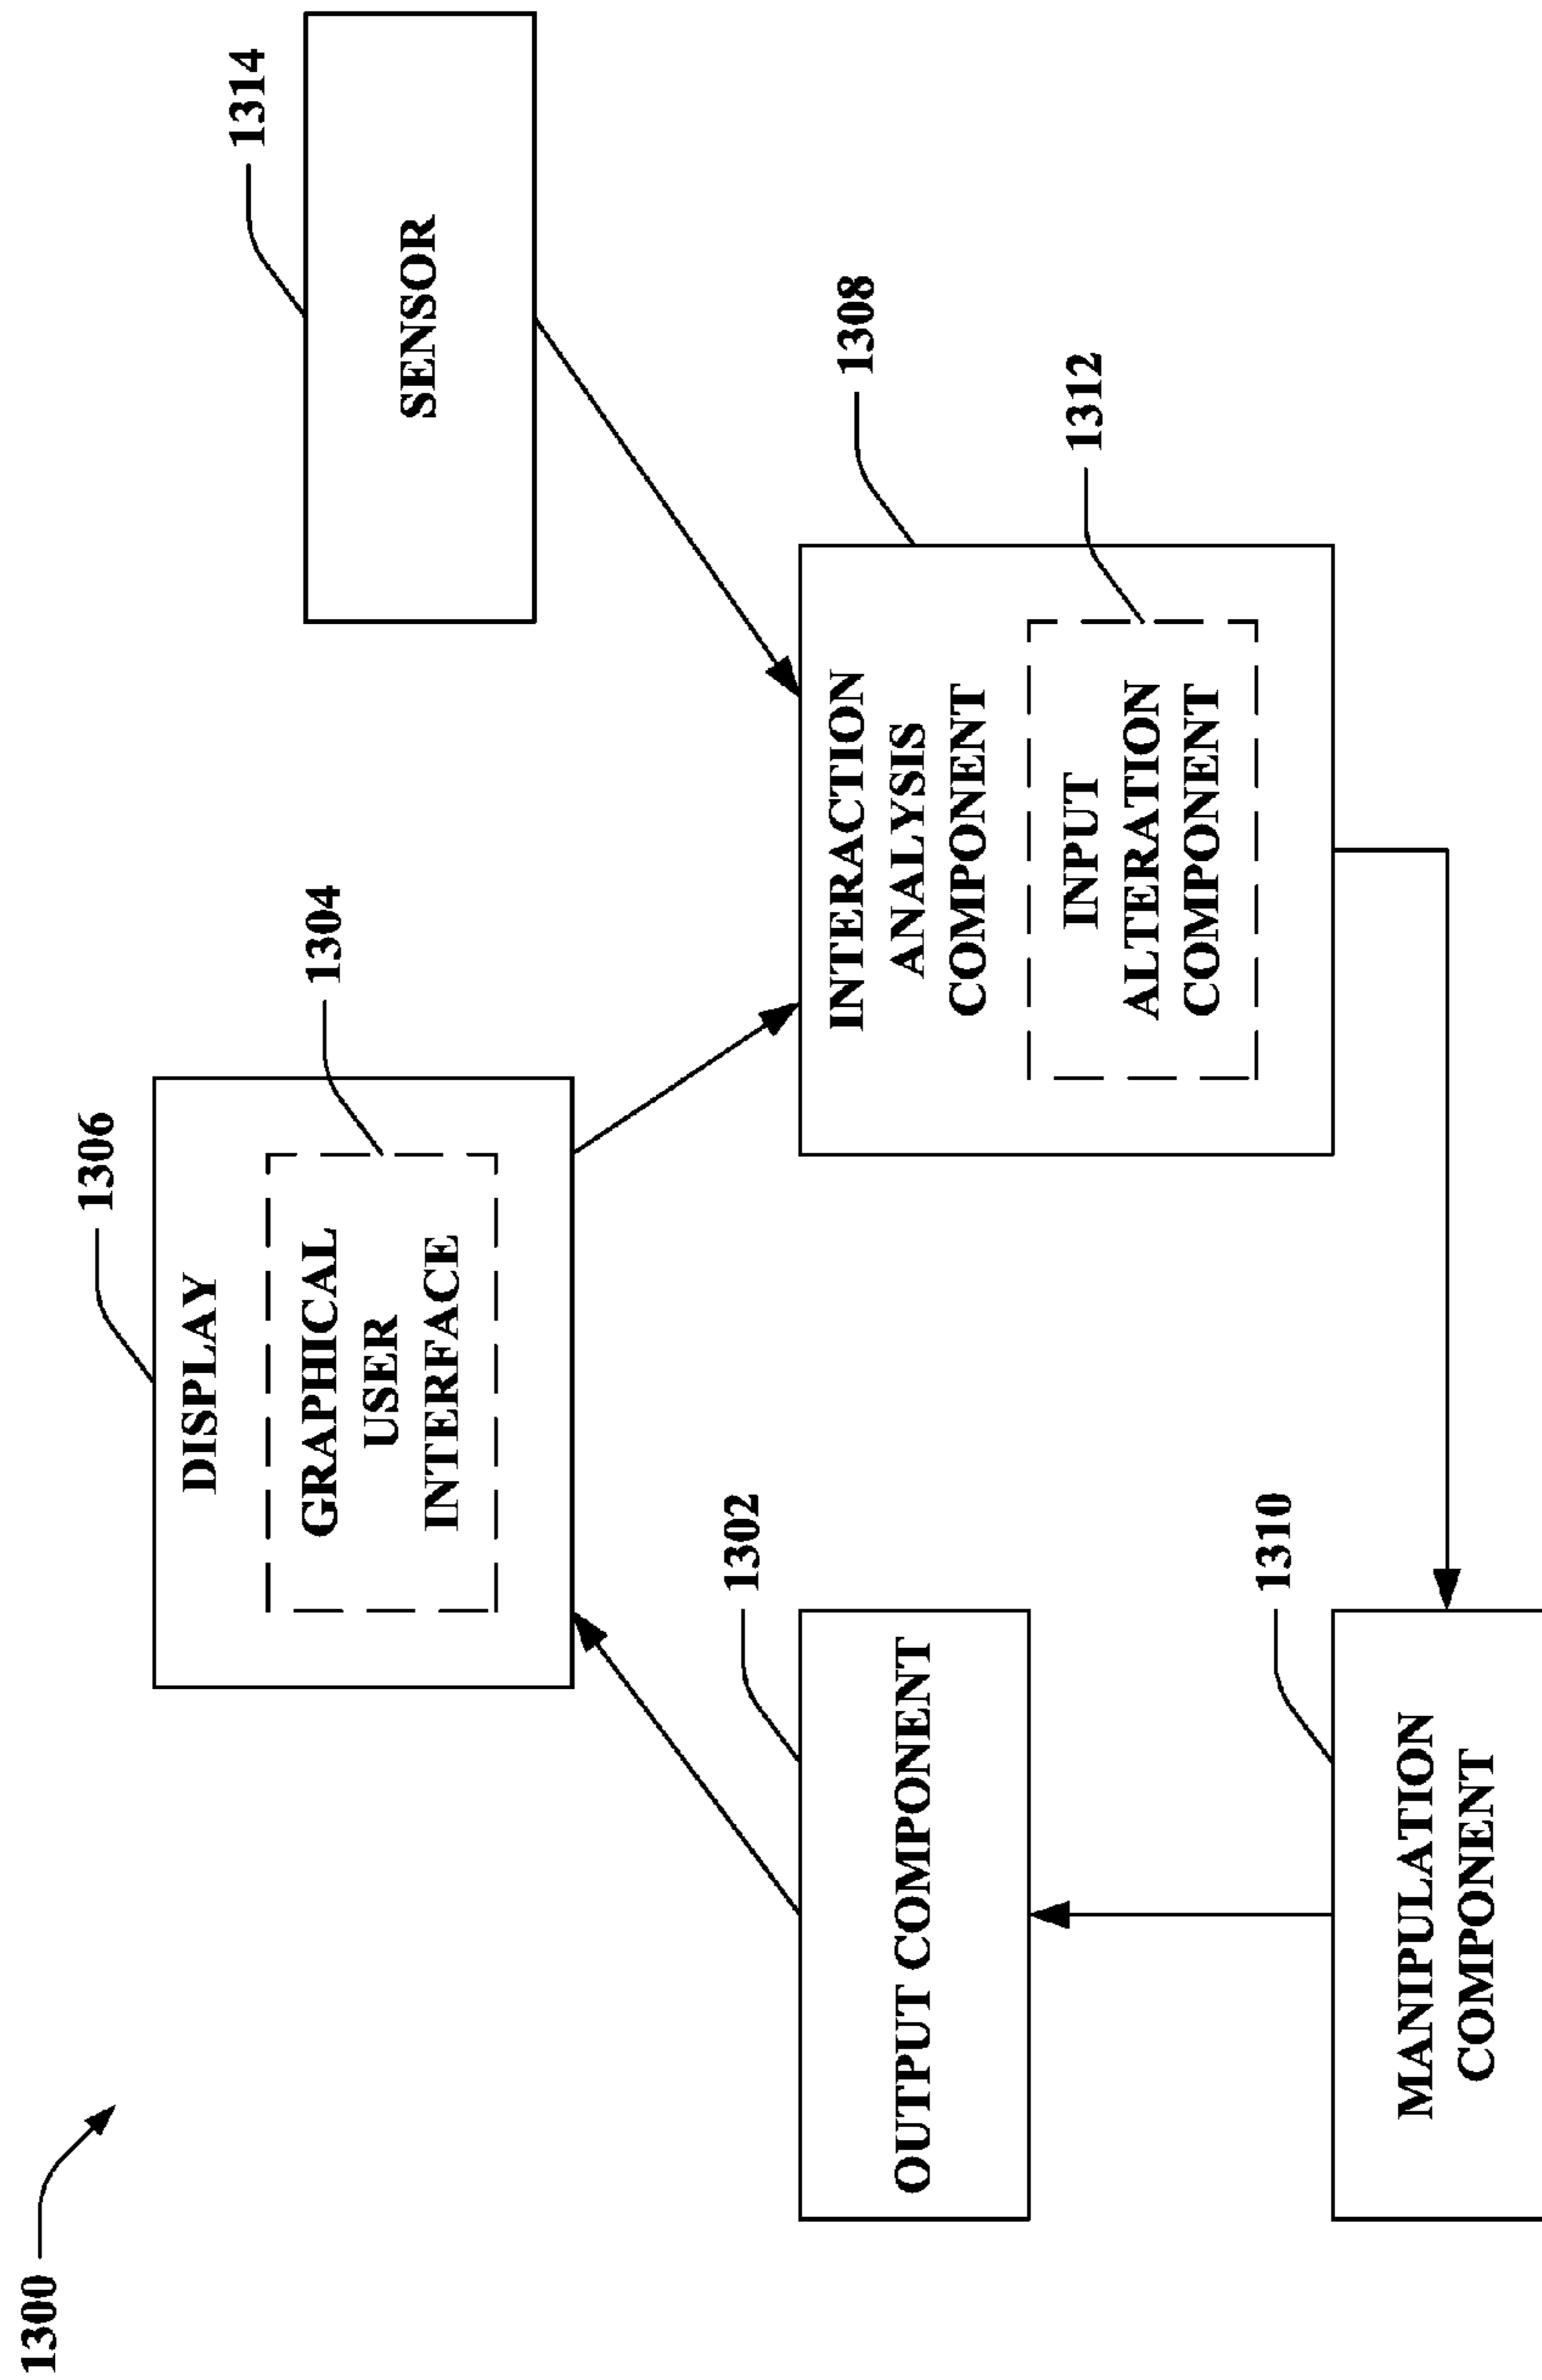 1300
1306
DISPLAY
1304
GRAPHICAL
USER
INTERFACE
1314
SENSOR
1302
OUTPUT COMPONENT
1308
INTERACTION
ANALYSIS
COMPONENT
1312
INPUT
ALTERATION
COMPONENT
1310
MANIPULATION
COMPONENT